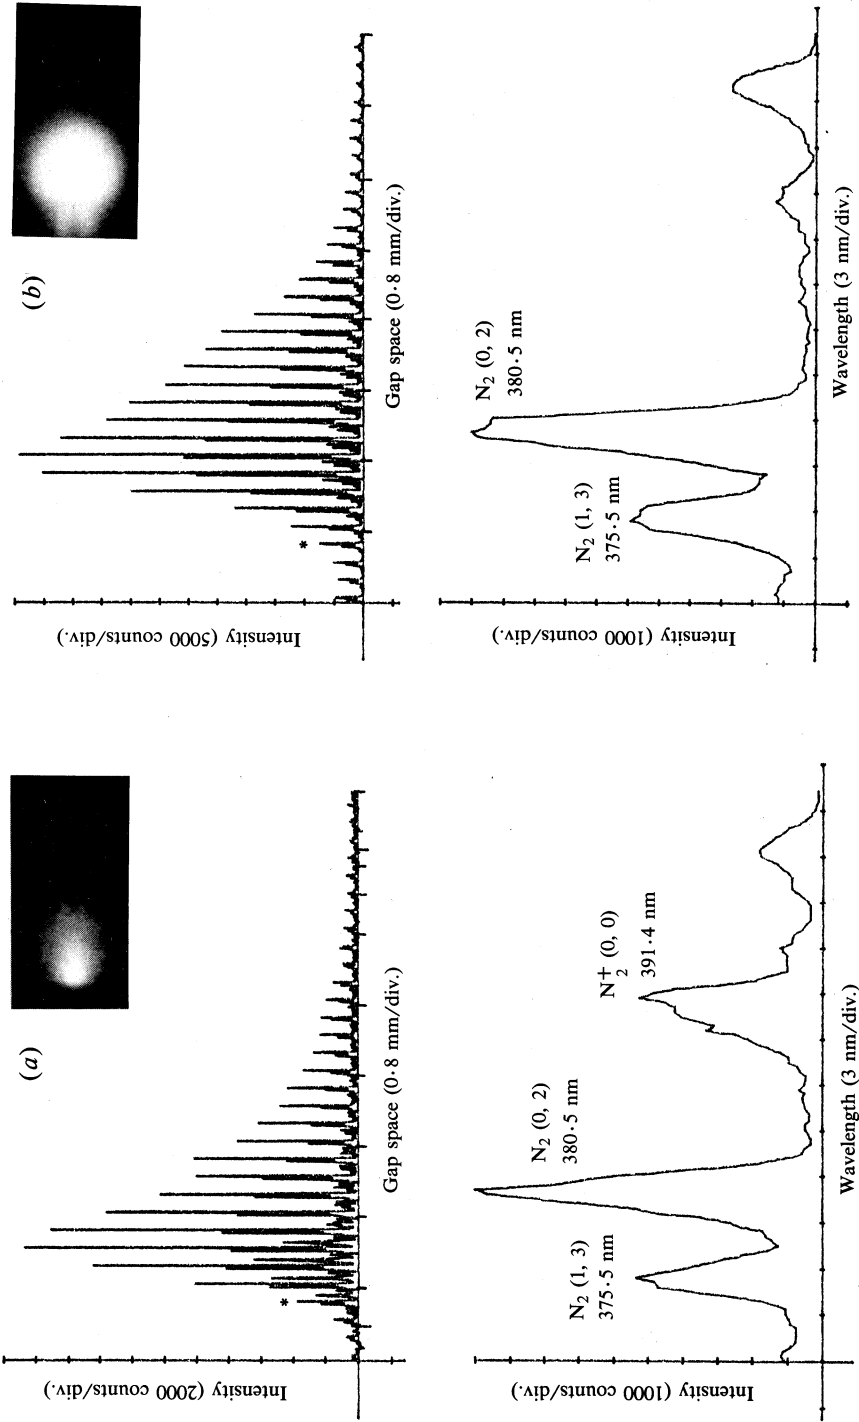 (a)
Intensity (2000 counts/div.)
*
Gap space (0·8 mm/div.)
Intensity (1000 counts/div.)
N₂ (1, 3)
375·5 nm
N₂ (0, 2)
380·5 nm
N₂⁺ (0, 0)
391·4 nm
Wavelength (3 nm/div.)
(b)
Intensity (5000 counts/div.)
*
Gap space (0·8 mm/div.)
Intensity (1000 counts/div.)
N₂ (1, 3)
375·5 nm
N₂ (0, 2)
380·5 nm
Wavelength (3 nm/div.)